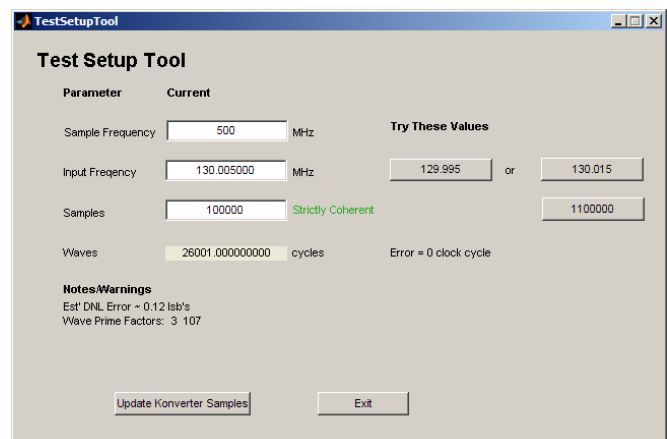 TestSetupTool
Test Setup Tool
Parameter Current
Sample Frequency 500 MHz Try These Values
Input Freqency 130.005000 MHz 129.995 or 130.015
Samples 100000 Strictly Coherent 1100000
Waves 26001.000000000 cycles Error = 0 clock cycle
Notes/Warnings
Est' DNL Error ~ 0.12 lsb's
Wave Prime Factors: 3 107
Update Konverter Samples Exit